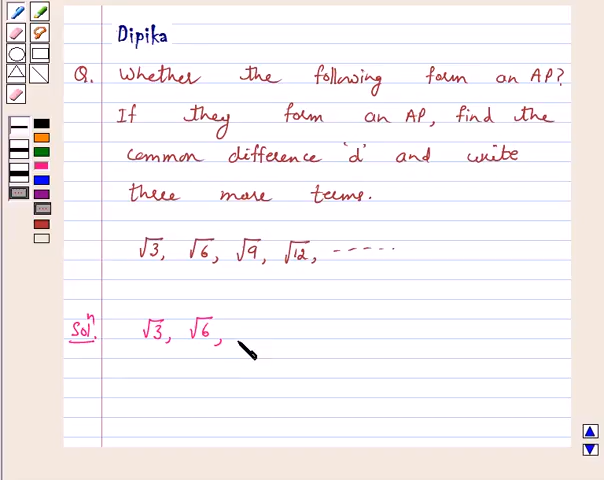 Dipika
Q. Whether the following form an AP?
If they form an AP, find the
common difference 'd' and write
three more terms.
√3, √6, √9, √12, -----
Solⁿ. √3, √6,